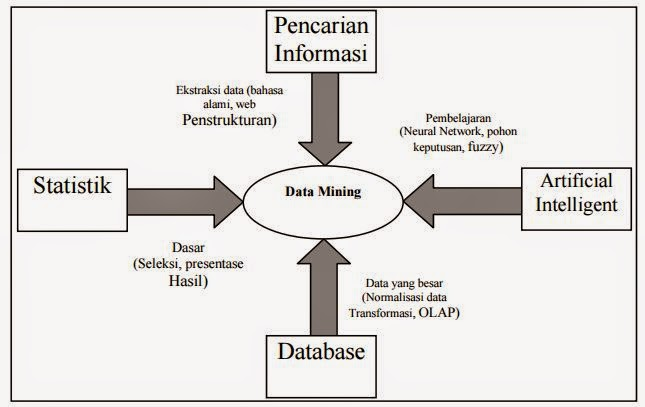 Pencarian
Informasi
Ekstraksi data (bahasa
alami, web
Penstrukturan)
Pembelajaran
(Neural Network, pohon
keputusan, fuzzy)
Statistik
Data Mining
Artificial
Intelligent
Dasar
(Seleksi, presentase
Hasil)
Data yang besar
(Normalisasi data
Transformasi, OLAP)
Database